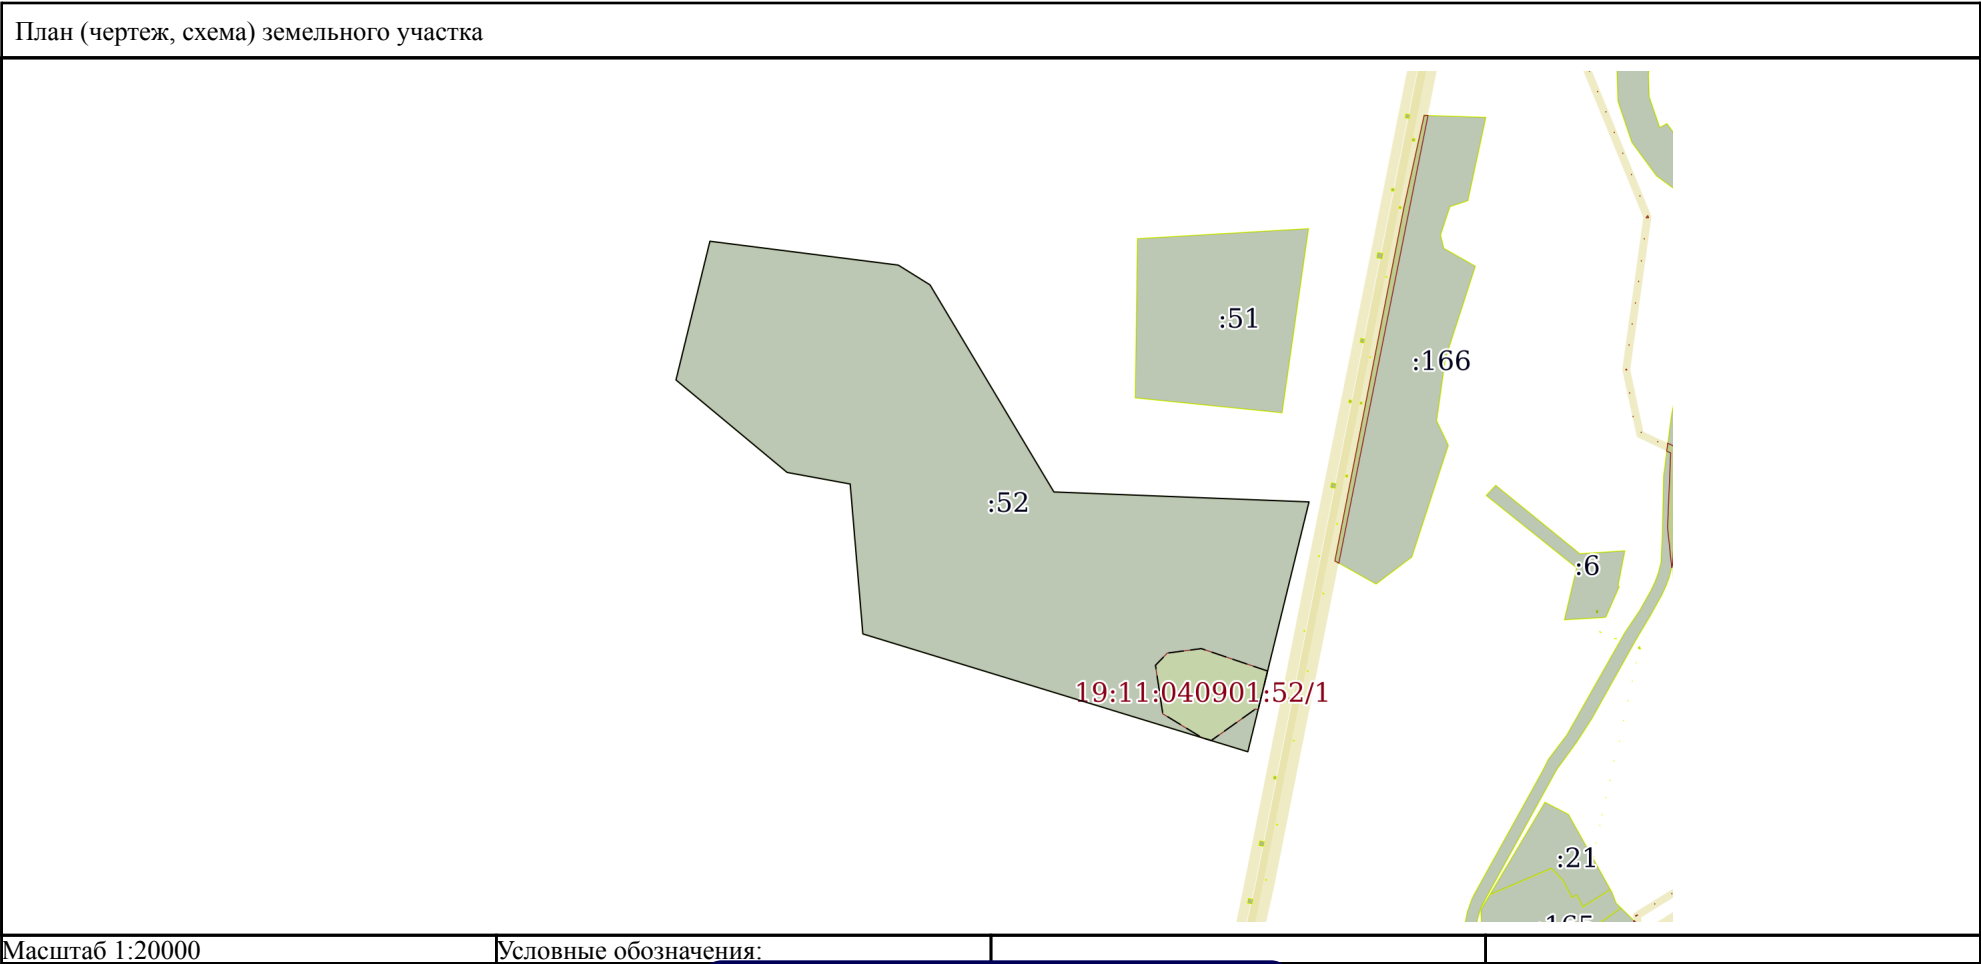 План (чертеж, схема) земельного участка
:51
:166
:52
:6
19:11:040901:52/1
:21
:165
Масштаб 1:20000
Условные обозначения: